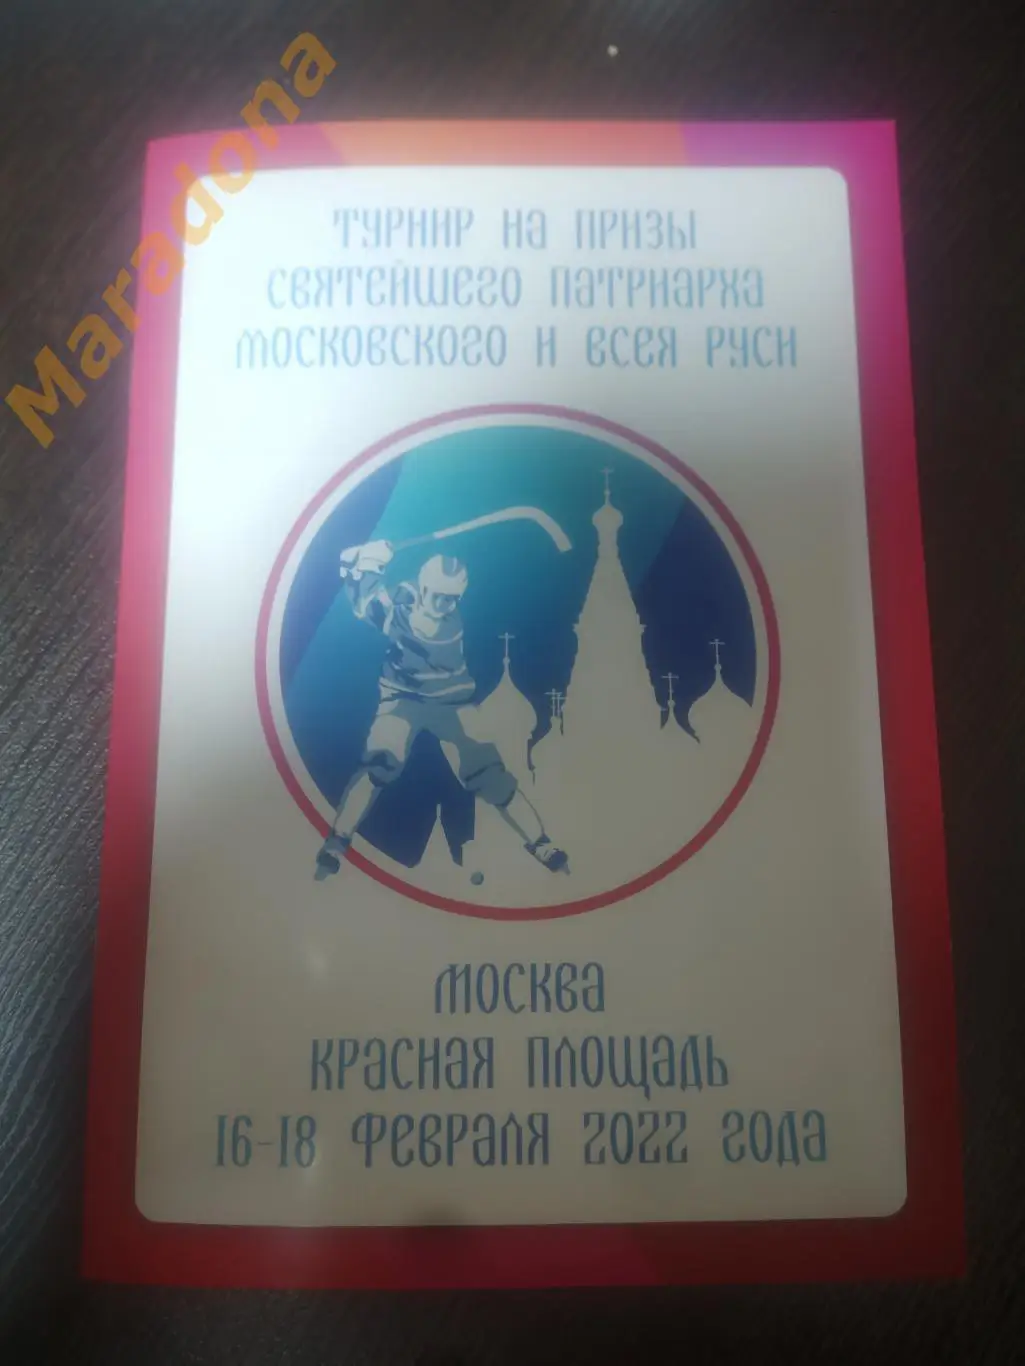 Maradona
ТУРНИР НА ПРИЗЫ
СВЯТЕЙШЕГО ПАТРИАРХА
МОСКОВСКОГО И ВСЕЯ РУСИ
МОСКВА
КРАСНАЯ ПЛОЩАДЬ
16-18 ФЕВРАЛЯ 2022 ГОДА